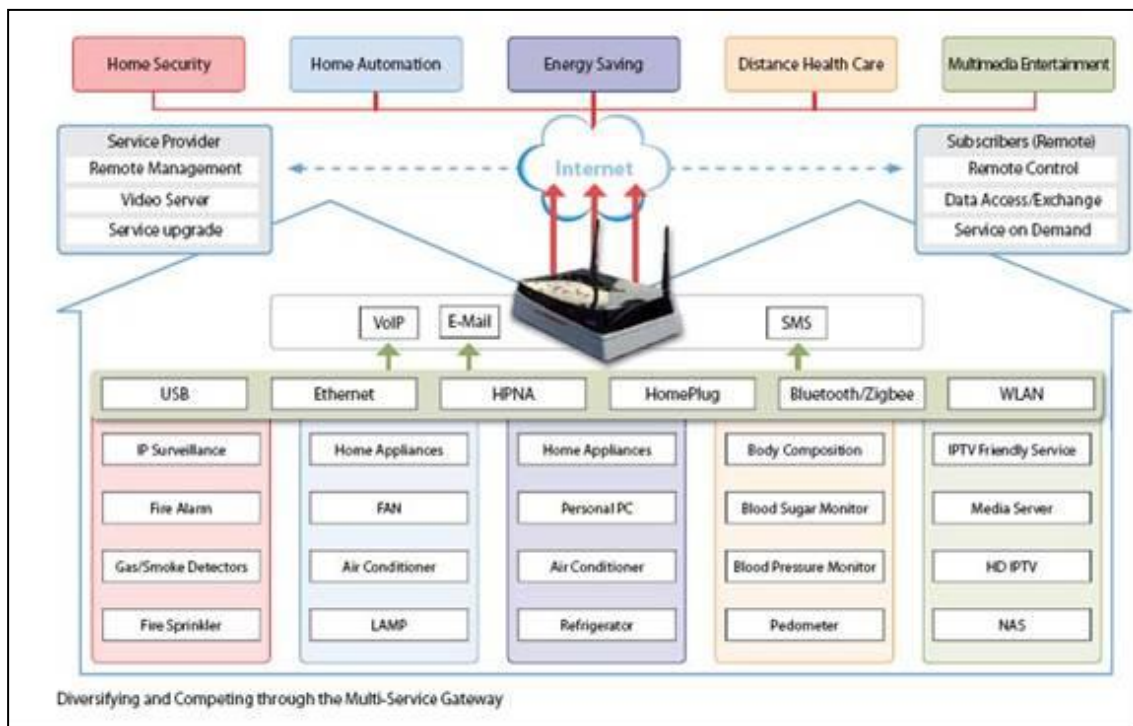 Home Security
Home Automation
Energy Saving
Distance Health Care
Multimedia Entertainment
Service Provider
Remote Management
Video Server
Service upgrade
Internet
Subscribers (Remote)
Remote Control
Data Access/Exchange
Service on Demand
VoIP
E-Mail
SMS
USB
Ethernet
HPNA
HomePlug
Bluetooth/Zigbee
WLAN
IP Surveillance
Home Appliances
Home Appliances
Body Composition
IPTV Friendly Service
Fire Alarm
FAN
Personal PC
Blood Sugar Monitor
Media Server
Gas/Smoke Detectors
Air Conditioner
Air Conditioner
Blood Pressure Monitor
HD IPTV
Fire Sprinkler
LAMP
Refrigerator
Pedometer
NAS
Diversifying and Competing through the Multi-Service Gateway